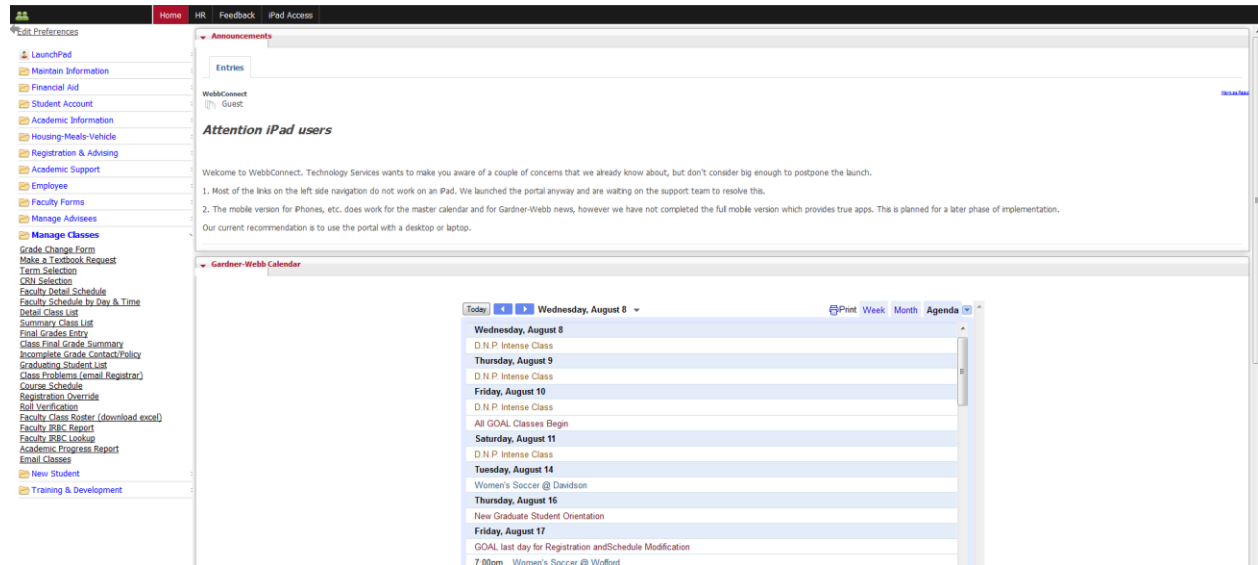 Home HR Feedback iPad Access
Edit Preferences
LaunchPad
Maintain Information
Financial Aid
Student Account
Academic Information
Housing-Meals-Vehicle
Registration & Advising
Academic Support
Employee
Faculty Forms
Manage Advisees
Manage Classes
Grade Change Form
Make a Textbook Request
Term Selection
CRN Selection
Faculty Detail Schedule
Faculty Schedule by Day & Time
Detail Class List
Summary Class List
Final Grades Entry
Class Final Grade Summary
Incomplete Grade Contact/Policy
Graduating Student List
Class Problems (email Registrar)
Course Schedule
Registration Override
Roll Verification
Faculty Class Roster (download excel)
Faculty IRBC Report
Faculty IRBC Lookup
Academic Progress Report
Email Classes
New Student
Training & Development
Announcements
Entries
WebbConnect
Guest
Attention iPad users
Welcome to WebbConnect. Technology Services wants to make you aware of a couple of concerns that we already know about, but don't consider big enough to postpone the launch.
1. Most of the links on the left side navigation do not work on an iPad. We launched the portal anyway and are waiting on the support team to resolve this.
2. The mobile version for iPhones, etc. does work for the master calendar and for Gardner-Webb news, however we have not completed the full mobile version which provides true apps. This is planned for a later phase of implementation.
Our current recommendation is to use the portal with a desktop or laptop.
Gardner-Webb Calendar
Today Wednesday, August 8 Print Week Month Agenda
Wednesday, August 8
D.N.P. Intense Class
Thursday, August 9
D.N.P. Intense Class
Friday, August 10
D.N.P. Intense Class
All GOAL Classes Begin
Saturday, August 11
D.N.P. Intense Class
Tuesday, August 14
Women's Soccer @ Davidson
Thursday, August 16
New Graduate Student Orientation
Friday, August 17
GOAL last day for Registration andSchedule Modification
7:00pm Women's Soccer @ Wofford